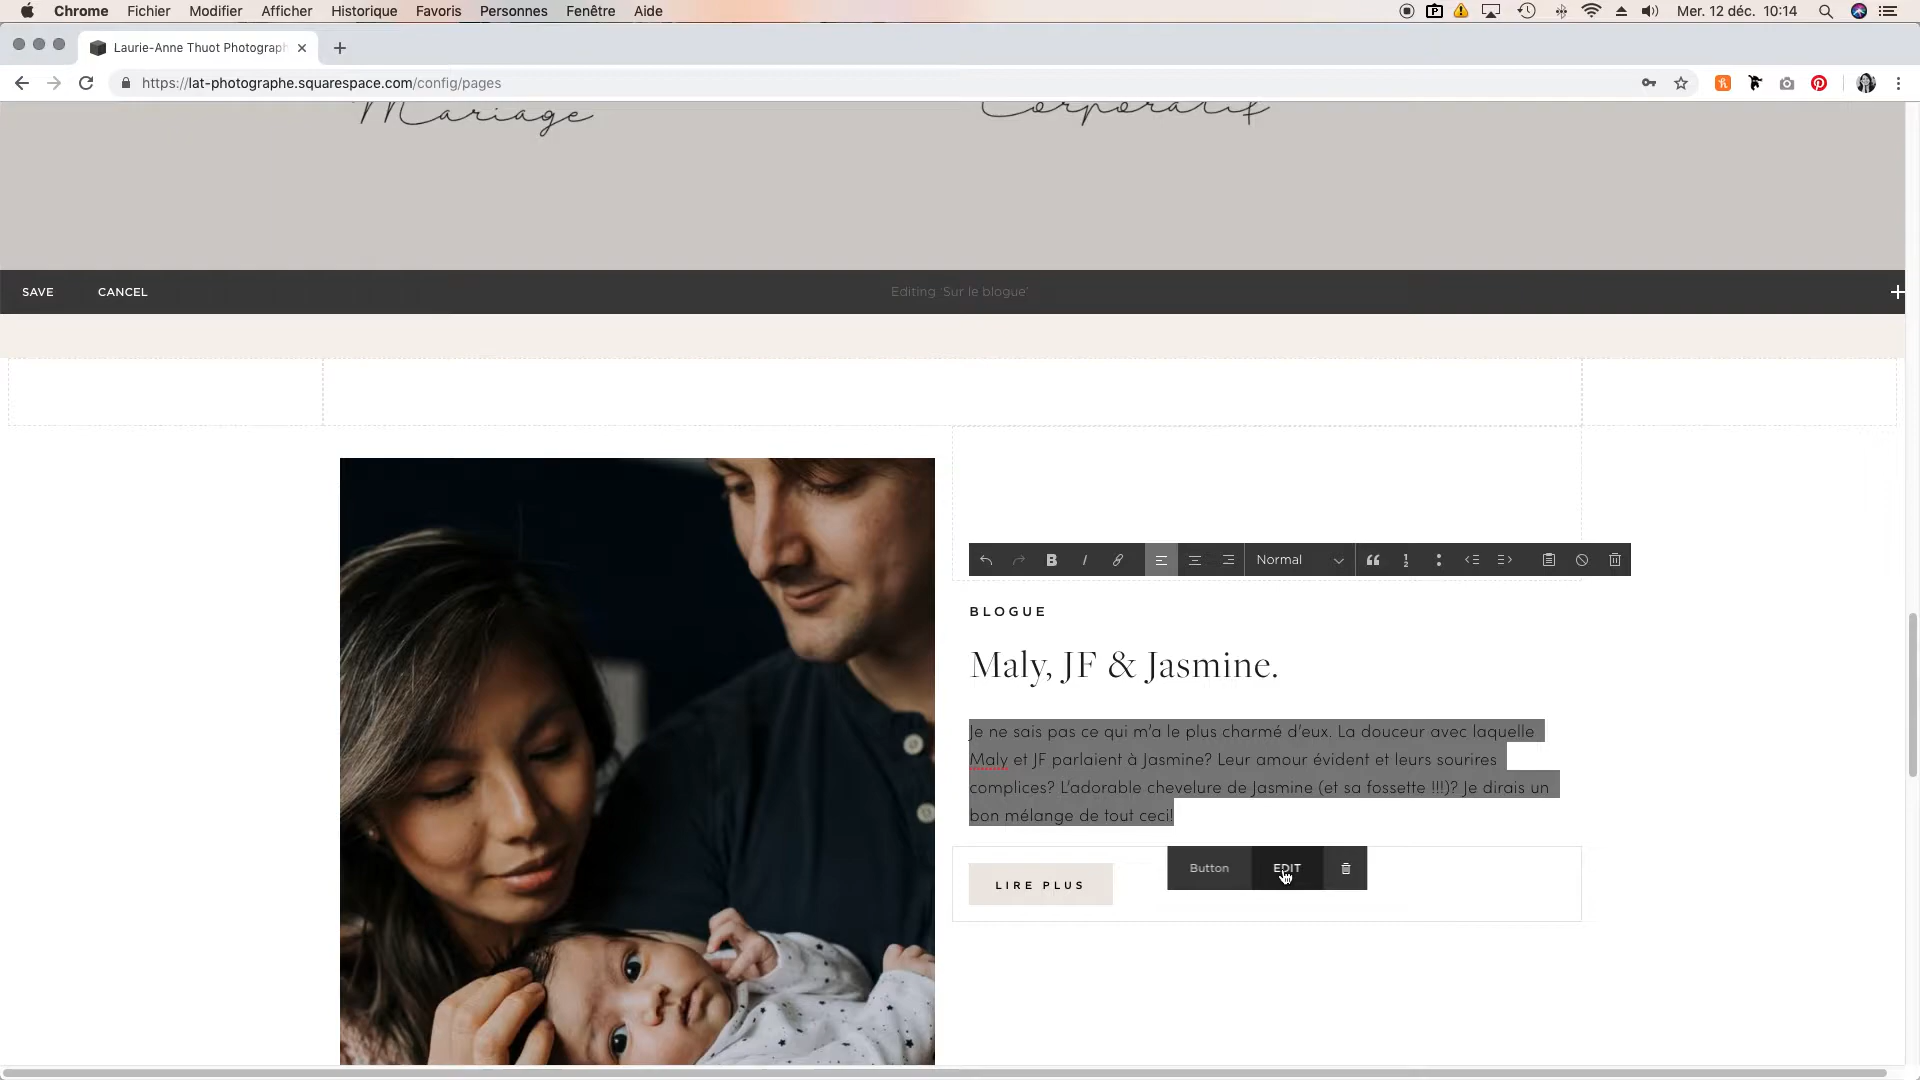 Chrome Fichier Modifier Afficher Historique Favoris Personnes Fenêtre Aide Mer. 12 déc. 10:14
Laurie-Anne Thuot Photograph
https://lat-photographe.squarespace.com/config/pages
Mariage Corporatif
SAVE CANCEL Editing 'Sur le blogue' +
B I Normal
BLOGUE
Maly, JF & Jasmine.
Je ne sais pas ce qui m'a le plus charmé d'eux. La douceur avec laquelle
Maly et JF parlaient à Jasmine? Leur amour évident et leurs sourires
complices? L'adorable chevelure de Jasmine (et sa fossette !!!)? Je dirais un
bon mélange de tout ceci!
Button EDIT
LIRE PLUS